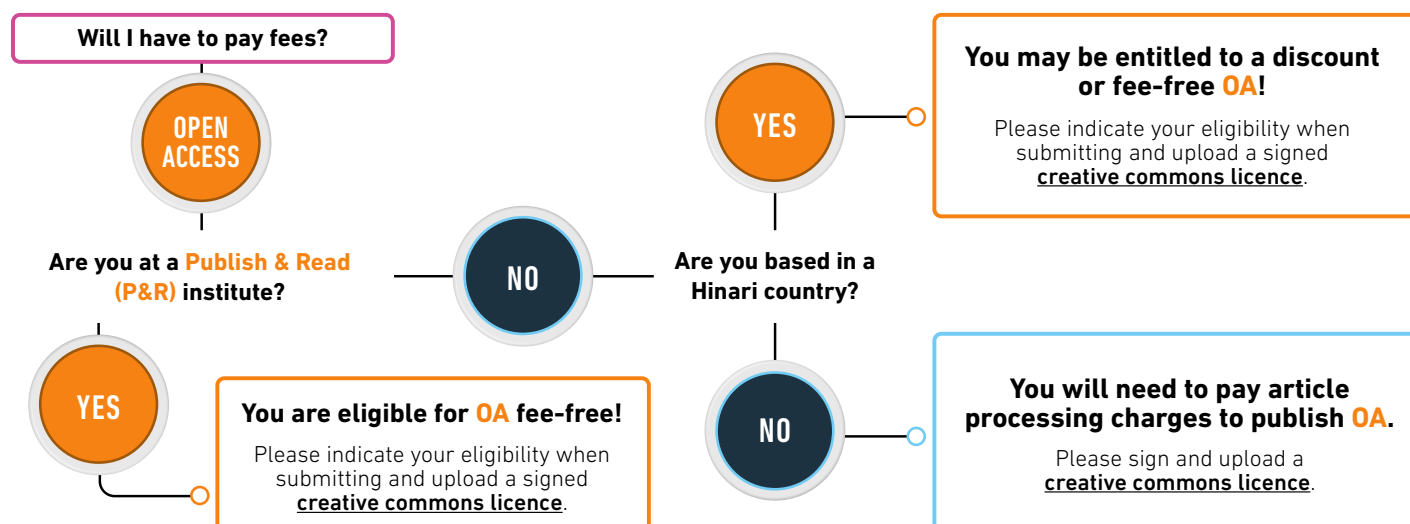 Will I have to pay fees?
OPEN
ACCESS
Are you at a Publish & Read
(P&R) institute?
YES
You are eligible for OA fee-free!
Please indicate your eligibility when
submitting and upload a signed
creative commons licence.
NO
Are you based in a
Hinari country?
YES
You may be entitled to a discount
or fee-free OA!
Please indicate your eligibility when
submitting and upload a signed
creative commons licence.
NO
You will need to pay article
processing charges to publish OA.
Please sign and upload a
creative commons licence.